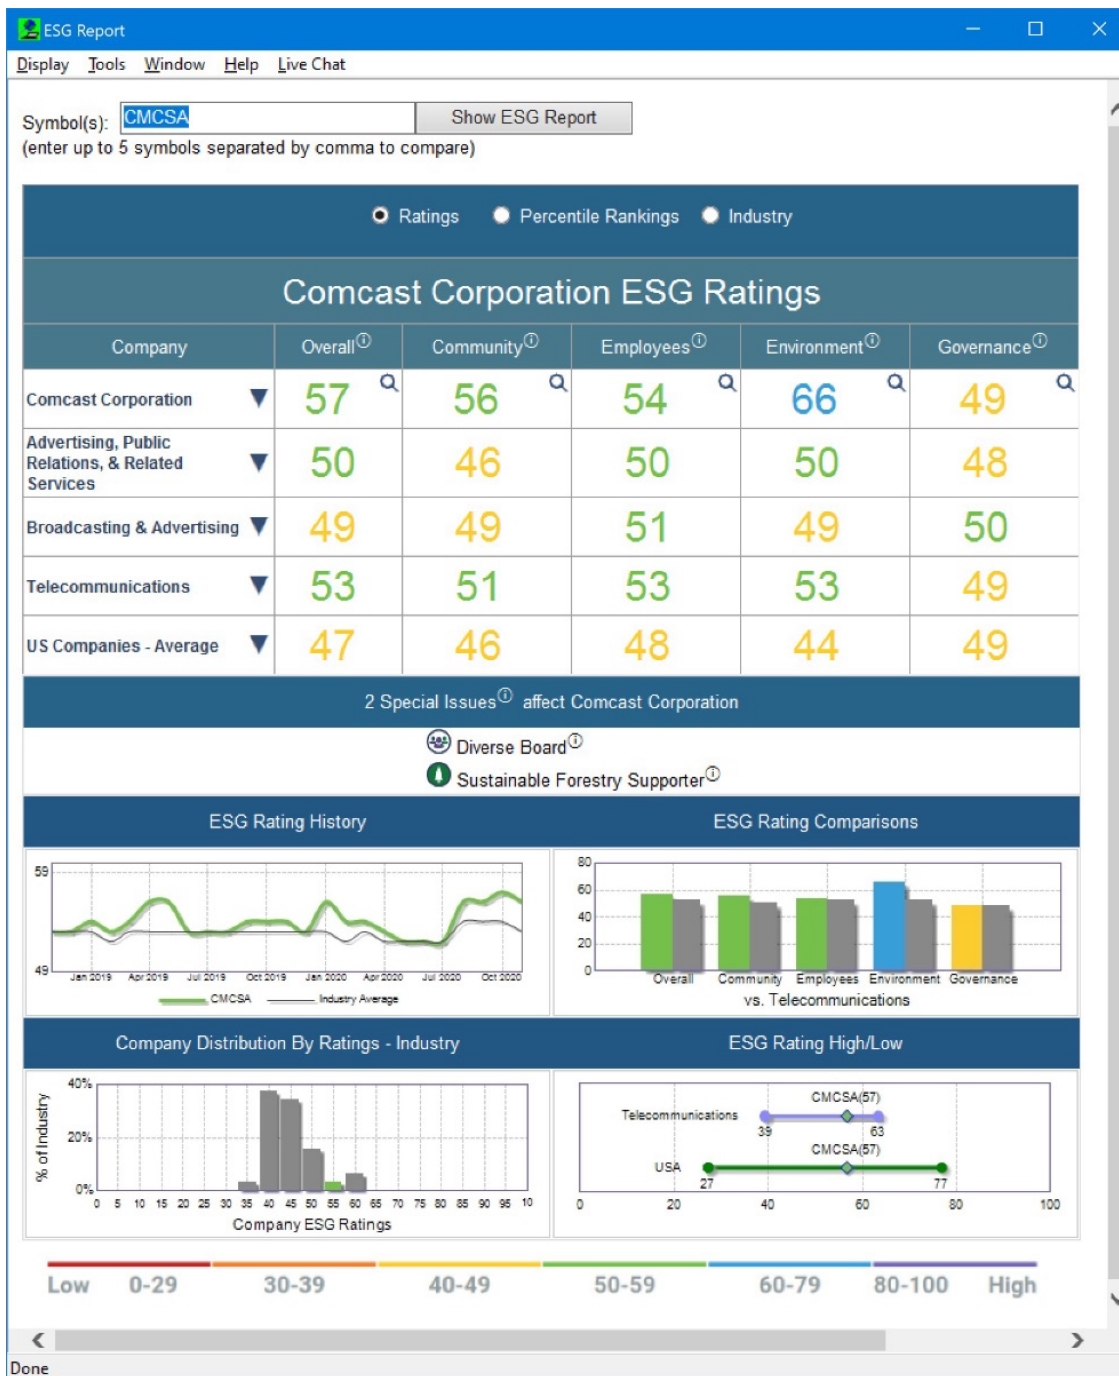 ESG Report
Display Tools Window Help Live Chat
Symbol(s): CMCSA Show ESG Report
(enter up to 5 symbols separated by comma to compare)
Ratings Percentile Rankings Industry
Comcast Corporation ESG Ratings
Company Overall Community Employees Environment Governance
Comcast Corporation 57 56 54 66 49
Advertising, Public
Relations, & Related
Services
50 46 50 50 48
Broadcasting & Advertising 49 49 51 49 50
Telecommunications 53 51 53 53 49
US Companies - Average 47 46 48 44 49
2 Special Issues affect Comcast Corporation
Diverse Board
Sustainable Forestry Supporter
ESG Rating History
59
49
Jan 2019 Apr 2019 Jul 2019 Oct 2019 Jan 2020 Apr 2020 Jul 2020 Oct 2020
CMCSA Industry Average
ESG Rating Comparisons
80
60
40
20
0
Overall Community Employees Environment Governance
vs. Telecommunications
Company Distribution By Ratings - Industry
% of Industry
40%
20%
0%
0 5 10 15 20 25 30 35 40 45 50 55 60 65 70 75 80 85 90 95 10
Company ESG Ratings
ESG Rating High/Low
CMCSA(57)
Telecommunications
39 63
CMCSA(57)
USA
27 77
0 20 40 60 80 100
Low 0-29 30-39 40-49 50-59 60-79 80-100 High
Done